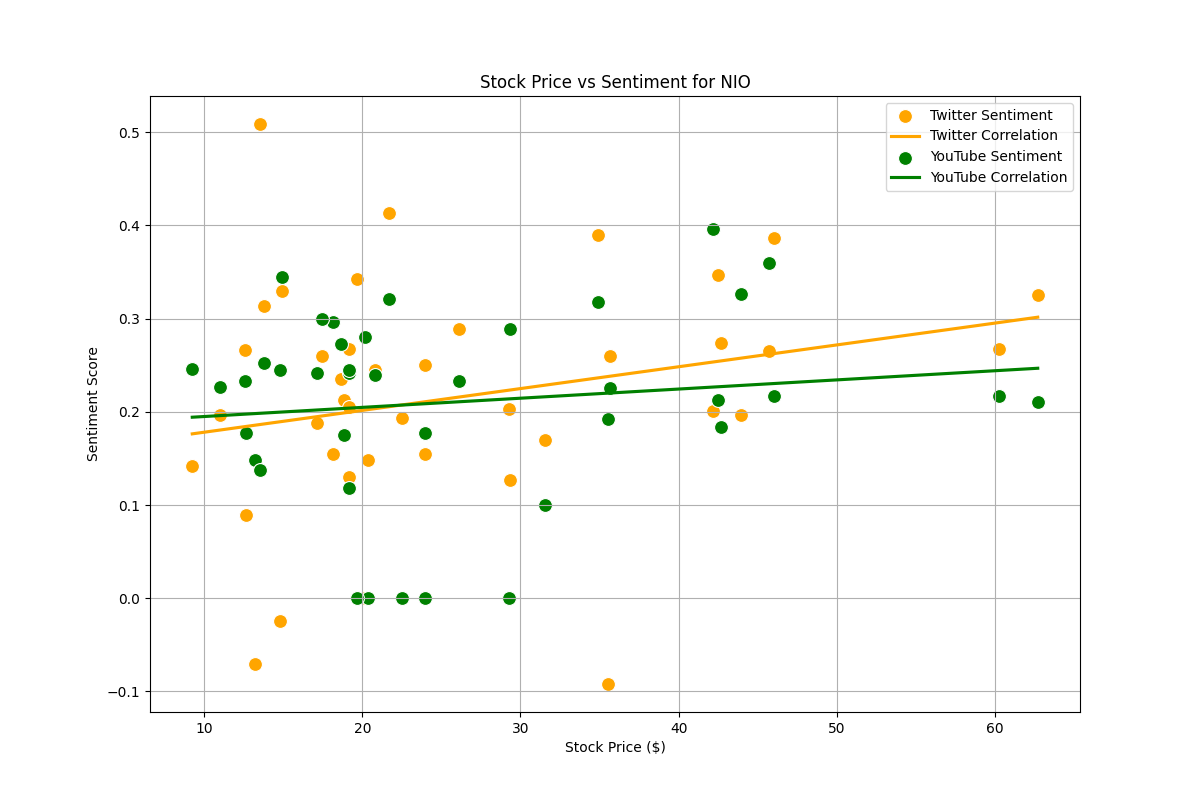 Stock Price vs Sentiment for NIO
Twitter Sentiment
Twitter Correlation
YouTube Sentiment
YouTube Correlation
Sentiment Score
0.5
0.4
0.3
0.2
0.1
0.0
−0.1
10 20 30 40 50 60
Stock Price ($)